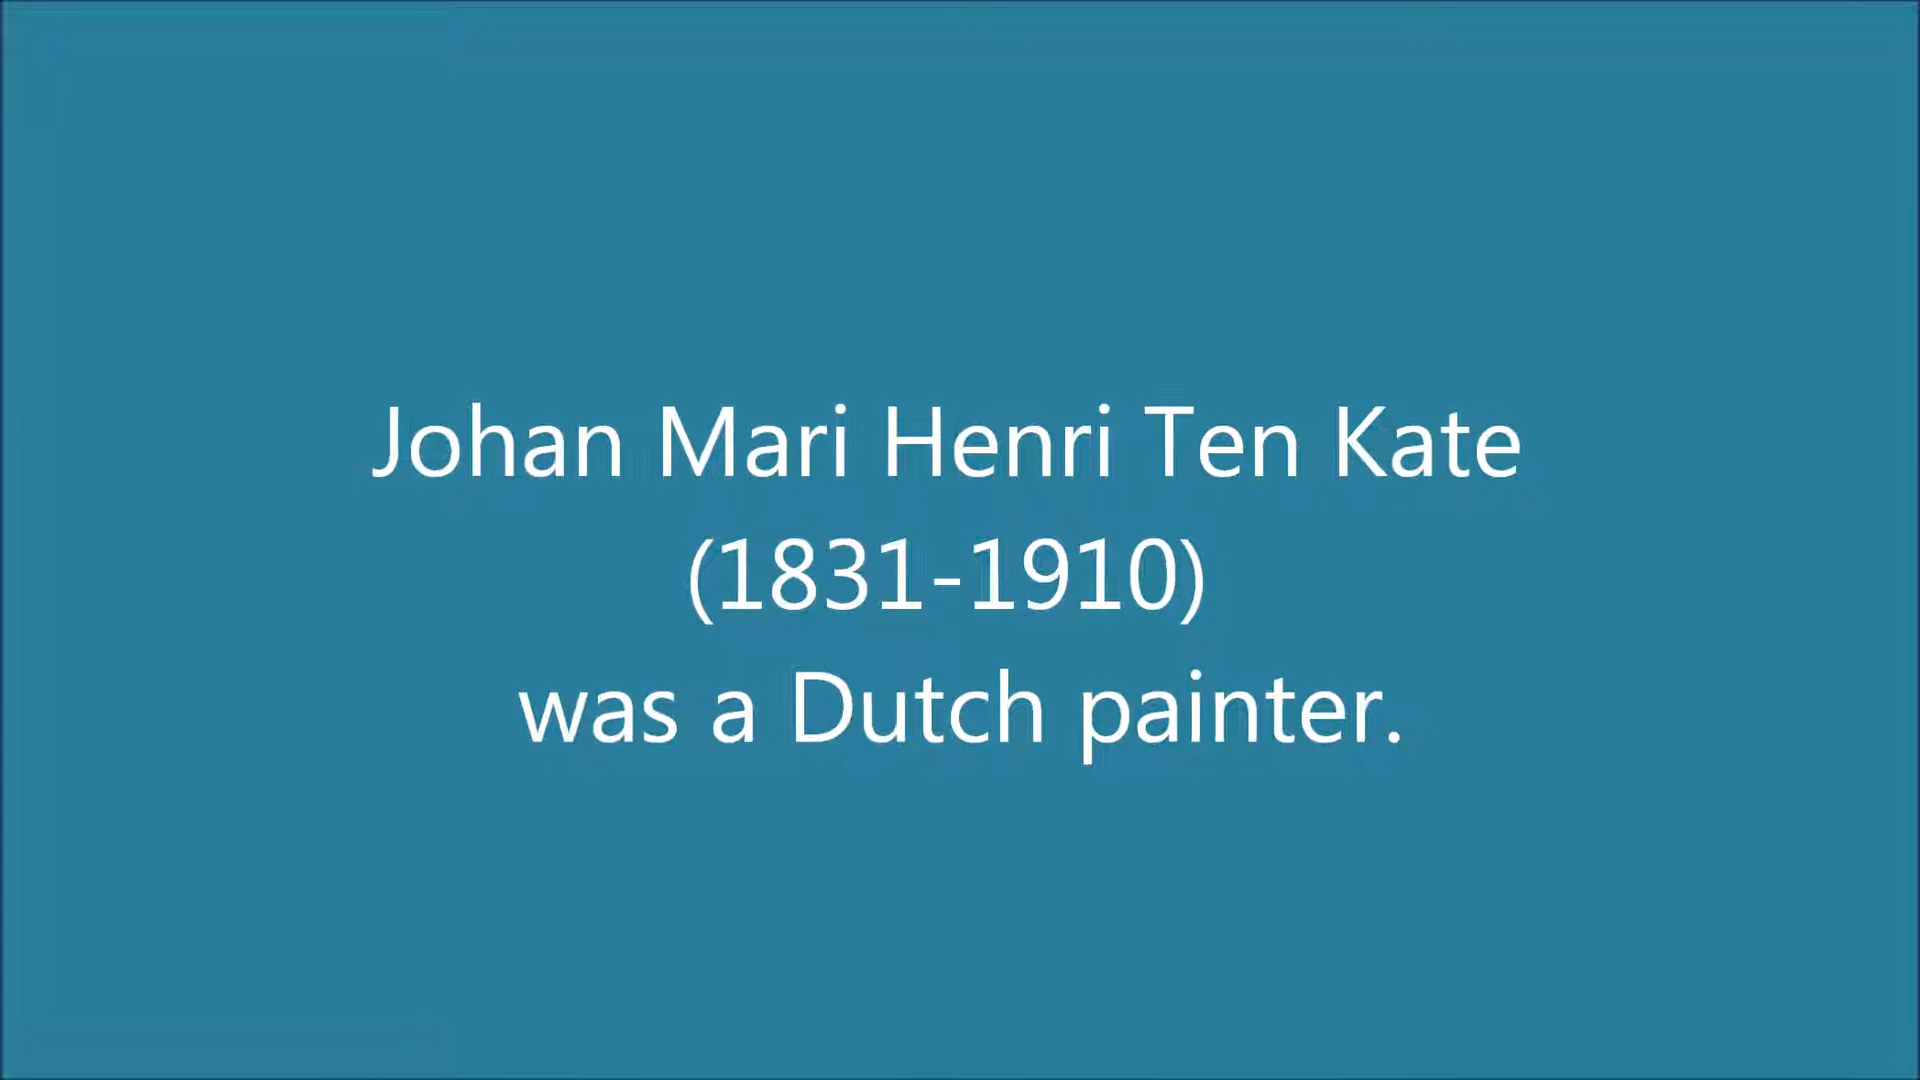 Johan Mari Henri Ten Kate
(1831-1910)
was a Dutch painter.